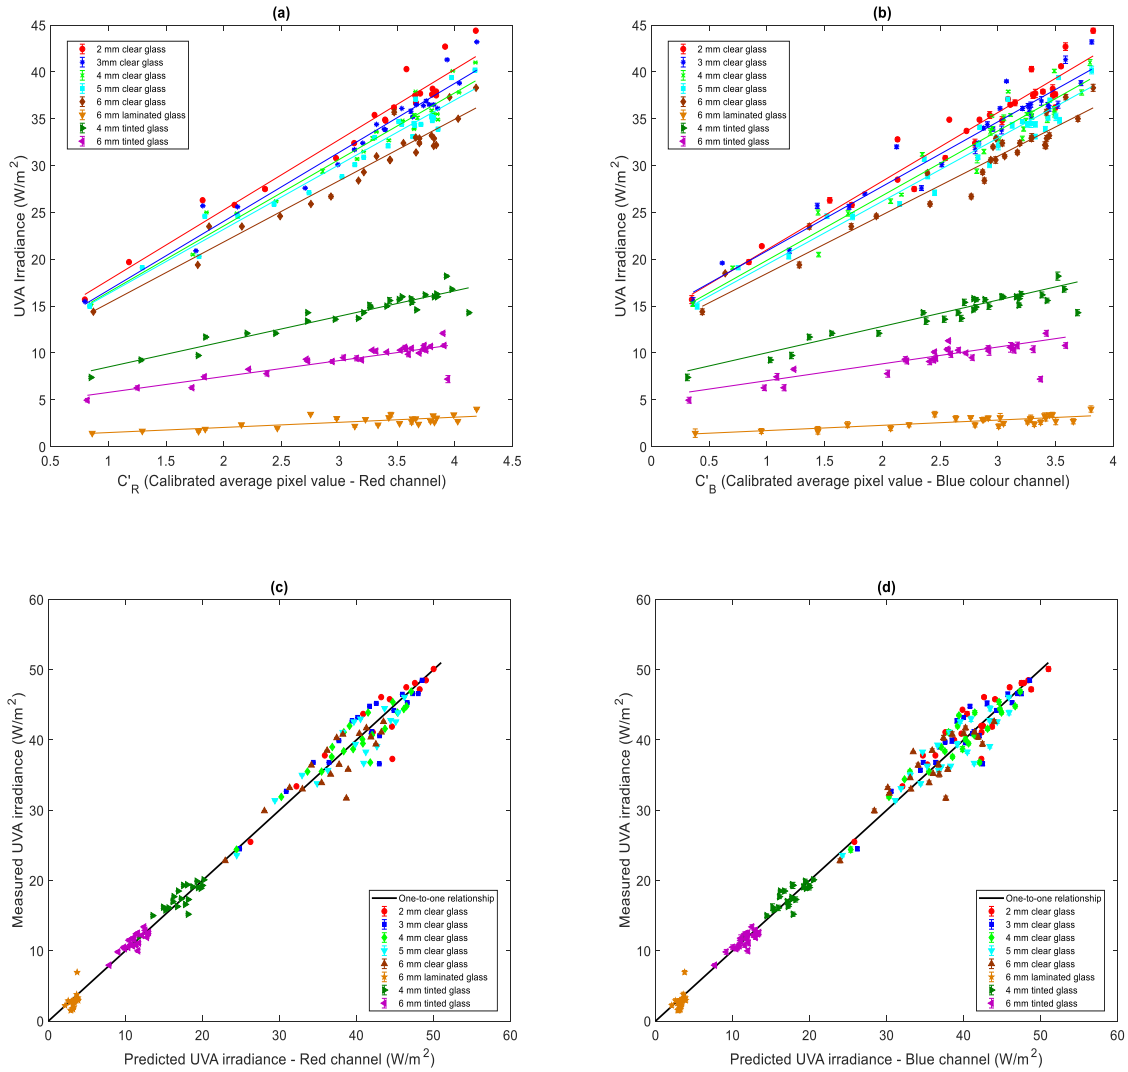 (a)
45
40
35
30
25
20
15
10
5
0
UVA Irradiance (W/m²)
2 mm clear glass
3mm clear glass
4 mm clear glass
5 mm clear glass
6 mm clear glass
6 mm laminated glass
4 mm tinted glass
6 mm tinted glass
0.5 1 1.5 2 2.5 3 3.5 4 4.5
C'R (Calibrated average pixel value - Red channel)
(b)
45
40
35
30
25
20
15
10
5
0
UVA Irradiance (W/m²)
2 mm clear glass
3 mm clear glass
4 mm clear glass
5 mm clear glass
6 mm clear glass
6 mm laminated glass
4 mm tinted glass
6 mm tinted glass
0 0.5 1 1.5 2 2.5 3 3.5 4
C'B (Calibrated average pixel value - Blue colour channel)
(c)
60
50
40
30
20
10
0
Measured UVA irradiance (W/m²)
One-to-one relationship
2 mm clear glass
3 mm clear glass
4 mm clear glass
5 mm clear glass
6 mm clear glass
6 mm laminated glass
4 mm tinted glass
6 mm tinted glass
0 10 20 30 40 50 60
Predicted UVA irradiance - Red channel (W/m²)
(d)
60
50
40
30
20
10
0
Measured UVA irradiance (W/m²)
One-to-one relationship
2 mm clear glass
3 mm clear glass
4 mm clear glass
5 mm clear glass
6 mm clear glass
6 mm laminated glass
4 mm tinted glass
6 mm tinted glass
0 10 20 30 40 50 60
Predicted UVA irradiance - Blue channel (W/m²)